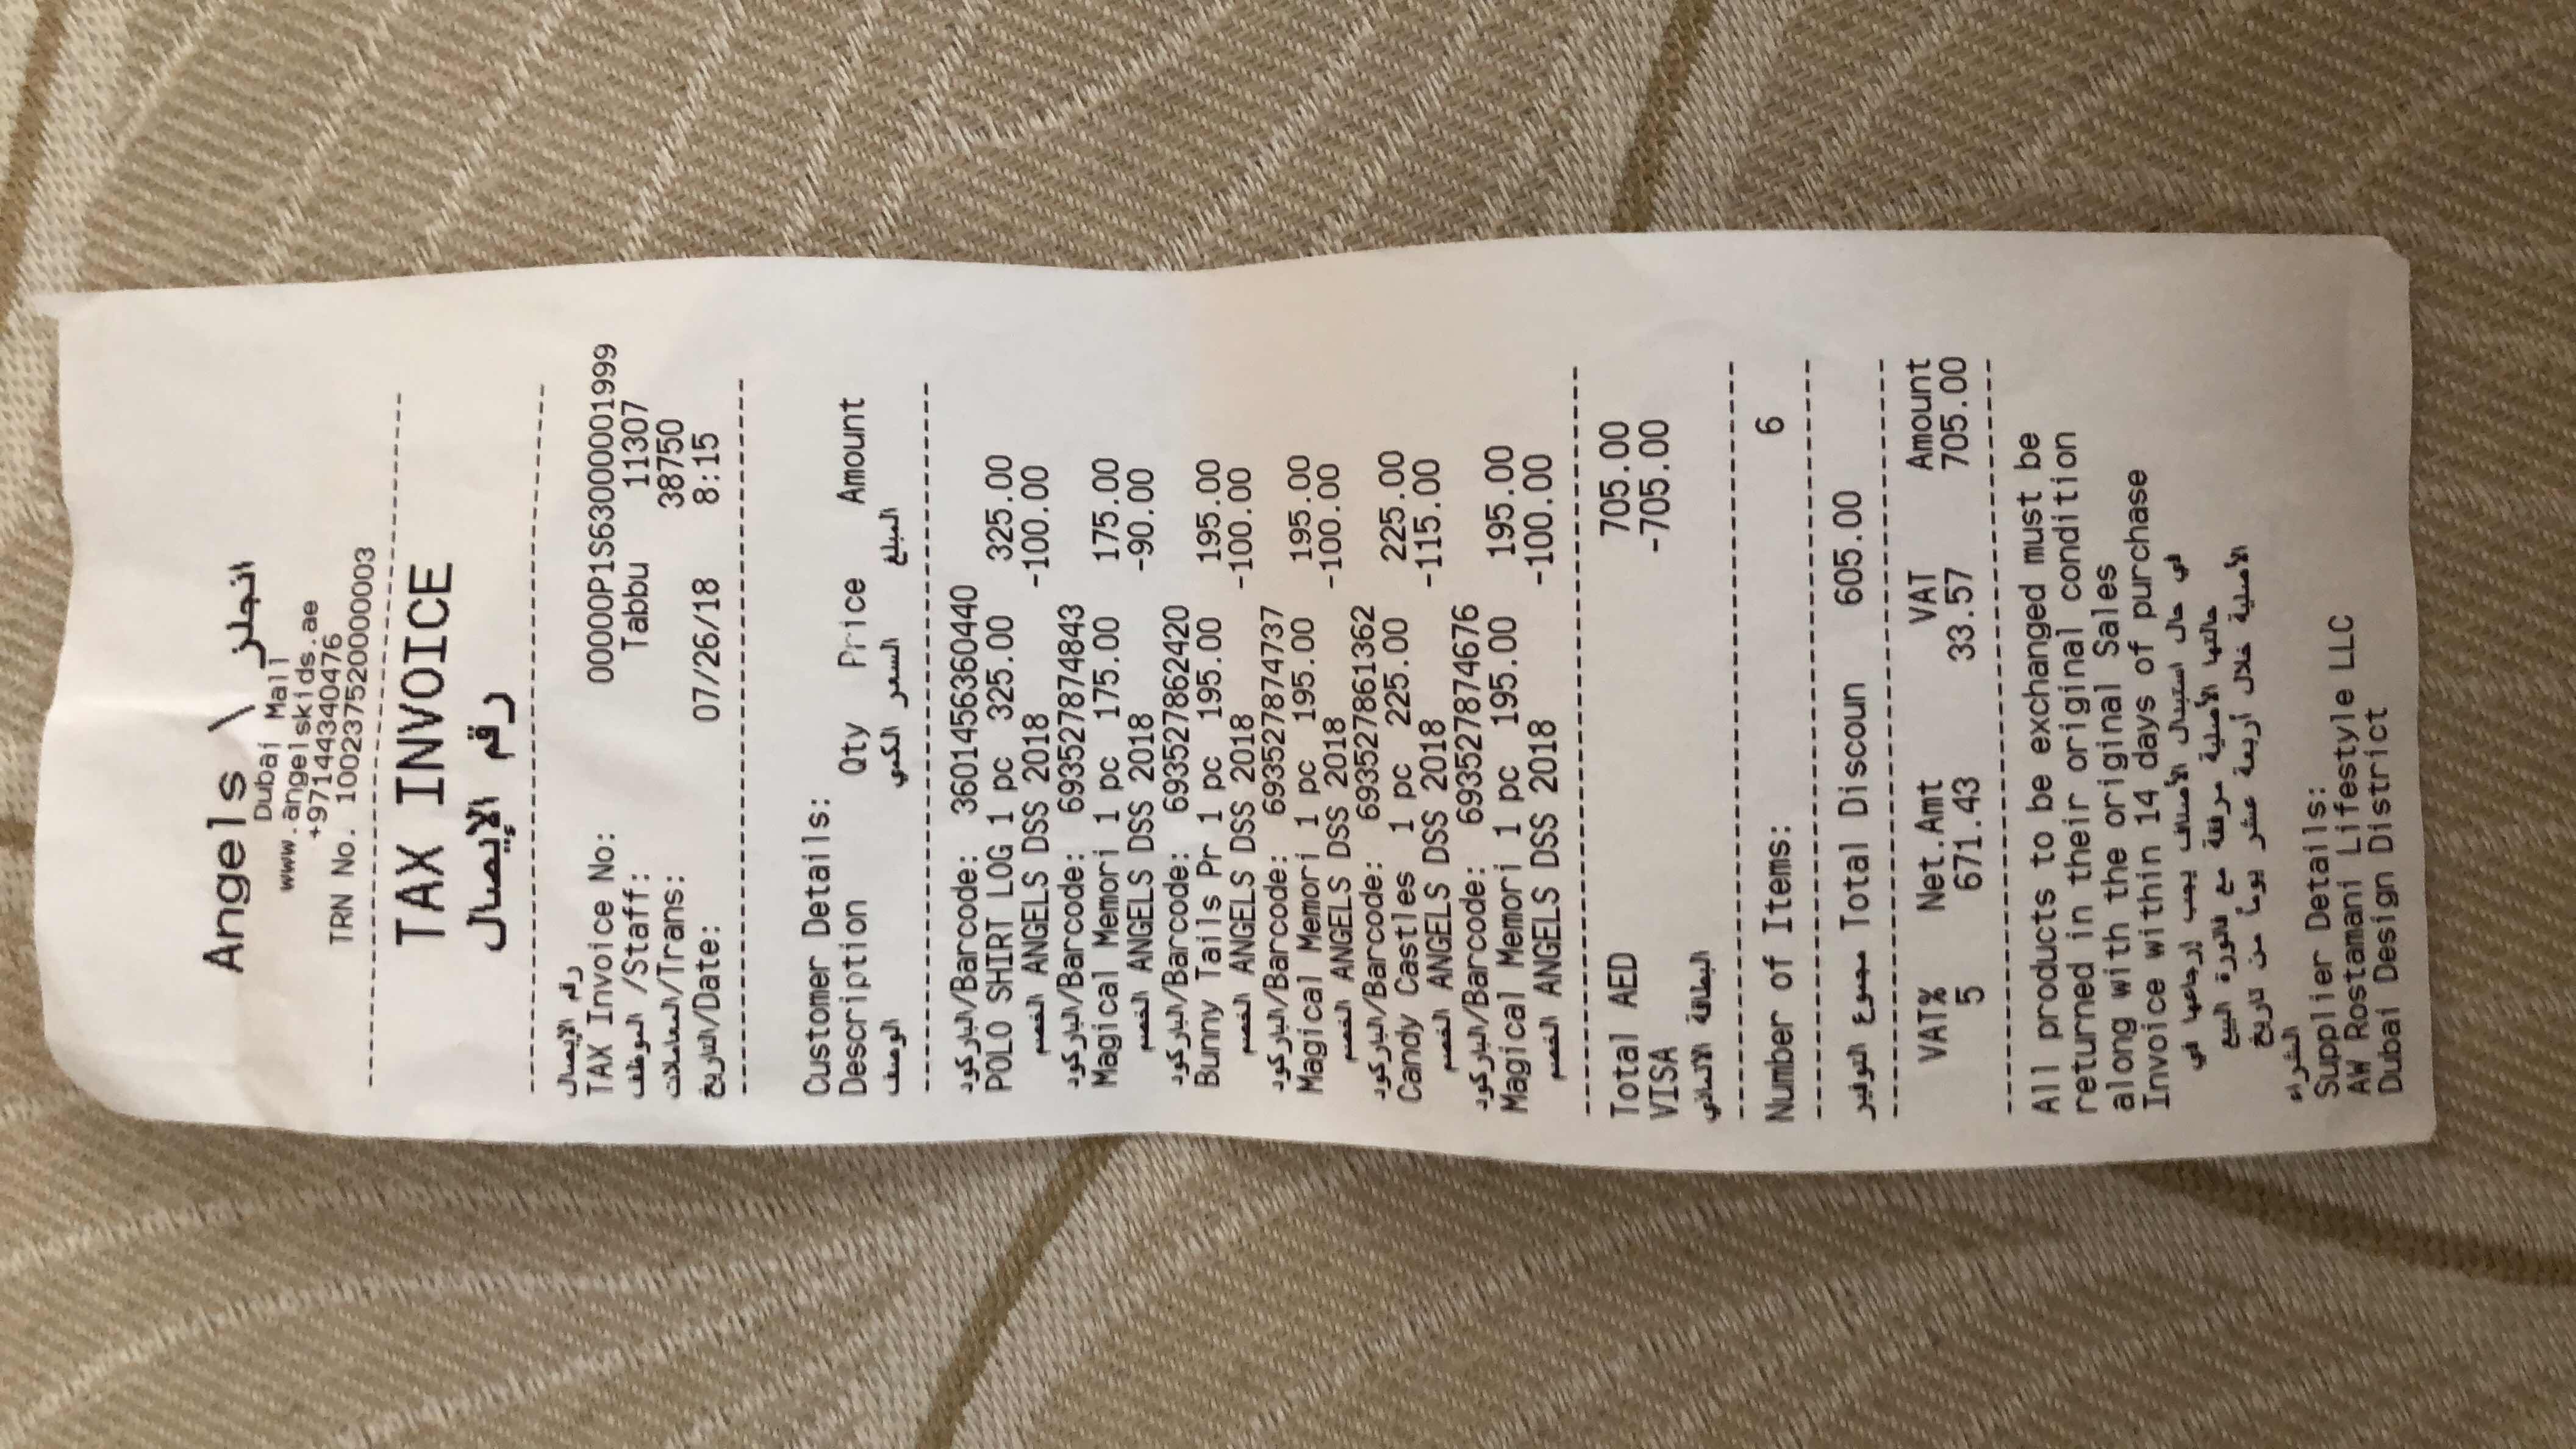 Angels \ انجلز
Dubai Mall
www.angelskids.ae
+97144340476
TRN No. 100237520000003
TAX INVOICE
رقم الإيصال
رقم الإيصال
TAX Invoice No: 00000P1S63000001999
الموظف /Staff: Tabbu 11307
المعاملات/Trans: 38750
التاريخ/Date: 07/26/18 8:15
Customer Details:
Description Qty Price Amount
الوصف الكمي السعر المبلغ
الباركود/Barcode: 3601456360440
POLO SHIRT LOG 1 pc 325.00 325.00
الخصم ANGELS DSS 2018 -100.00
الباركود/Barcode: 693527874843
Magical Memori 1 pc 175.00 175.00
الخصم ANGELS DSS 2018 -90.00
الباركود/Barcode: 693527862420
Bunny Tails Pr 1 pc 195.00 195.00
الخصم ANGELS DSS 2018 -100.00
الباركود/Barcode: 693527874737
Magical Memori 1 pc 195.00 195.00
الخصم ANGELS DSS 2018 -100.00
الباركود/Barcode: 693527861362
Candy Castles 1 pc 225.00 225.00
الخصم ANGELS DSS 2018 -115.00
الباركود/Barcode: 693527874676
Magical Memori 1 pc 195.00 195.00
الخصم ANGELS DSS 2018 -100.00
Total AED 705.00
VISA -705.00
البطاقة الائتماني
Number of Items: 6
مجموع التوفير Total Discoun 605.00
VAT% Net.Amt VAT Amount
5 671.43 33.57 705.00
All products to be exchanged must be
returned in their original condition
along with the original Sales
Invoice within 14 days of purchase
في حال استبدال الأصناف يجب إرجاعها في
حالتها الأصلية مرفقة مع فاتورة البيع
الأصلية خلال أربعة عشر يوماً من تاريخ
الشراء
Supplier Details:
AW Rostamani Lifestyle LLC
Dubai Design District